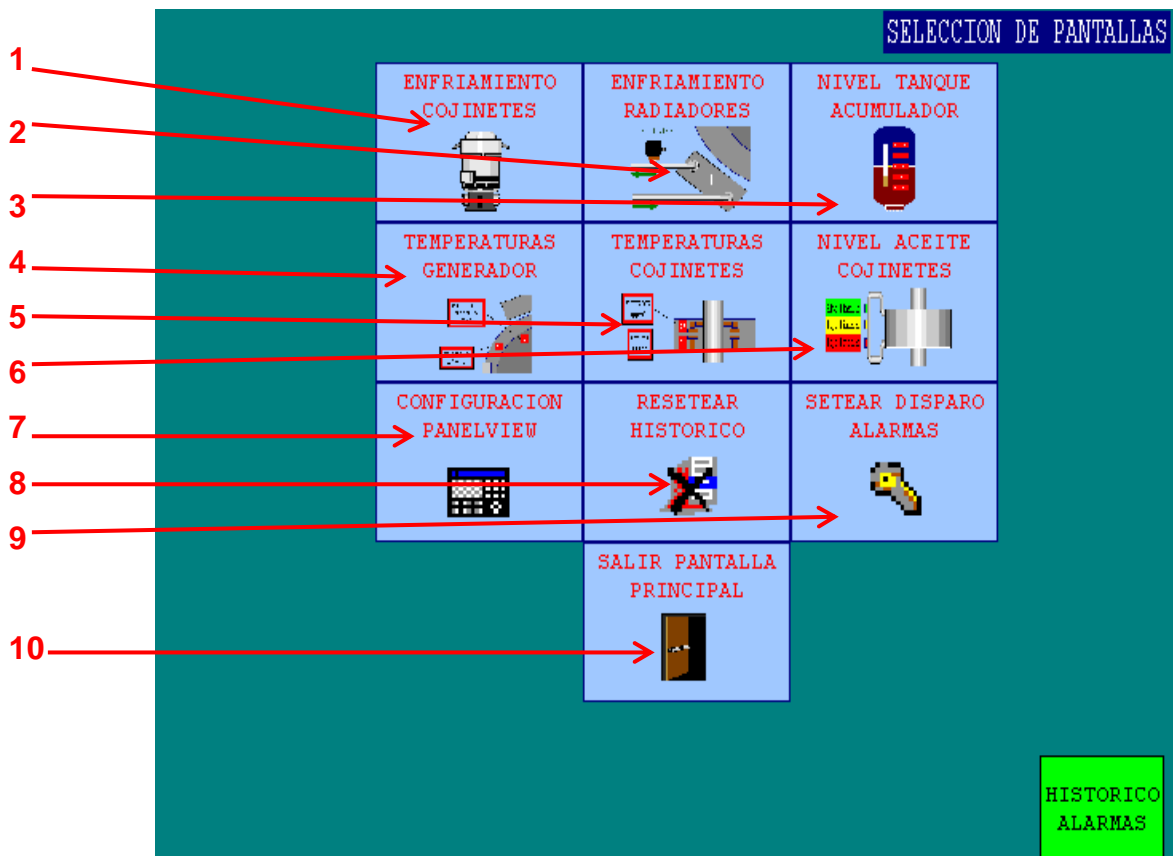 SELECCION DE PANTALLAS
1
2
3
4
5
6
7
8
9
10
ENFRIAMIENTO
COJINETES
ENFRIAMIENTO
RADIADORES
NIVEL TANQUE
ACUMULADOR
TEMPERATURAS
GENERADOR
TEMPERATURAS
COJINETES
NIVEL ACEITE
COJINETES
CONFIGURACION
PANELVIEW
RESETEAR
HISTORICO
SETEAR DISPARO
ALARMAS
SALIR PANTALLA
PRINCIPAL
HISTORICO
ALARMAS